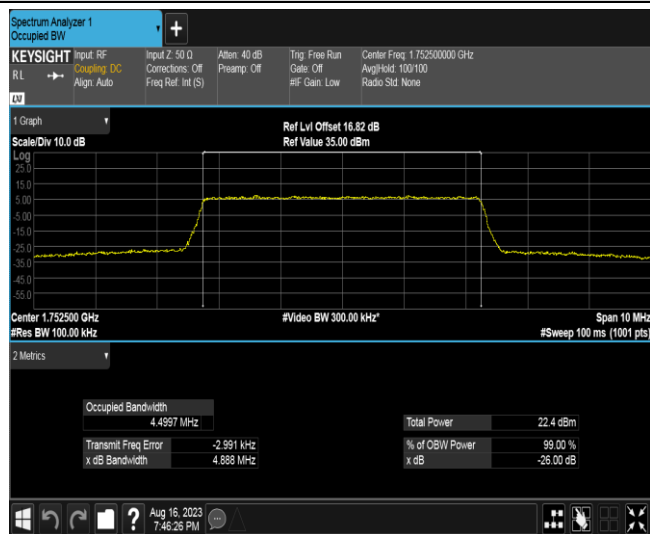 Spectrum Analyzer 1
Occupied BW
+
KEYSIGHT
RL
Input: RF
Coupling: DC
Align: Auto
Input Z: 50 Ω
Corrections: Off
Freq Ref: Int (S)
Atten: 40 dB
Preamp: Off
Trig: Free Run
Gate: Off
#IF Gain: Low
Center Freq: 1.752500000 GHz
Avg|Hold: 100/100
Radio Std: None
LXI
1 Graph
Scale/Div 10.0 dB
Ref Lvl Offset 16.82 dB
Ref Value 35.00 dBm
Log
25.0
15.0
5.00
-5.00
-15.0
-25.0
-35.0
-45.0
-55.0
Center 1.752500 GHz
#Video BW 300.00 kHz*
Span 10 MHz
#Res BW 100.00 kHz
#Sweep 100 ms (1001 pts)
2 Metrics
Occupied Bandwidth
4.4997 MHz
Total Power 22.4 dBm
Transmit Freq Error -2.991 kHz
% of OBW Power 99.00 %
x dB Bandwidth 4.888 MHz
x dB -26.00 dB
?
Aug 16, 2023
7:46:26 PM